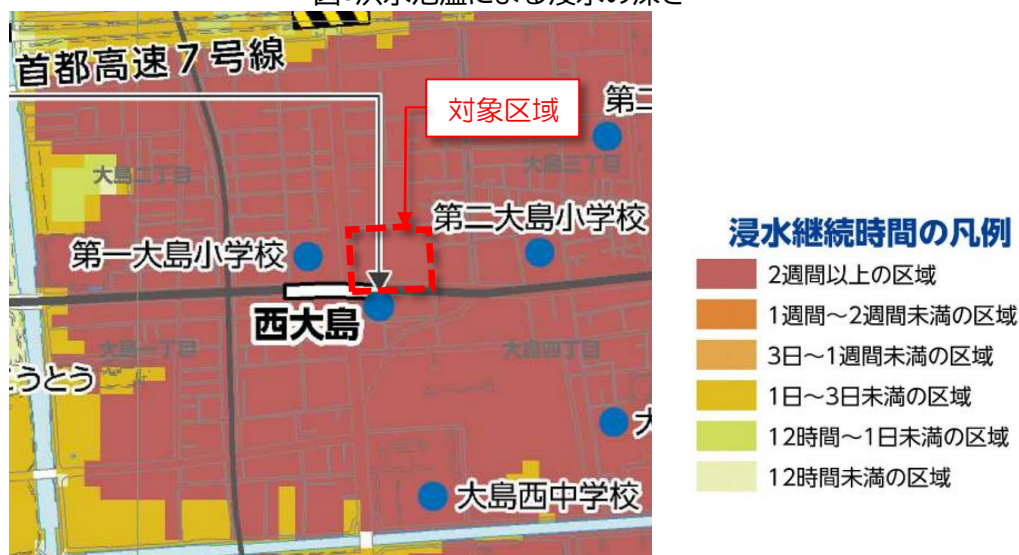 首都高速7号線
対象区域
第二
大島二丁目
大島三丁目
第二大島小学校
第一大島小学校
西大島
大島一丁目
大島四丁目
こうとう
大島西中学校
浸水継続時間の凡例
2週間以上の区域
1週間～2週間未満の区域
3日～1週間未満の区域
1日～3日未満の区域
12時間～1日未満の区域
12時間未満の区域